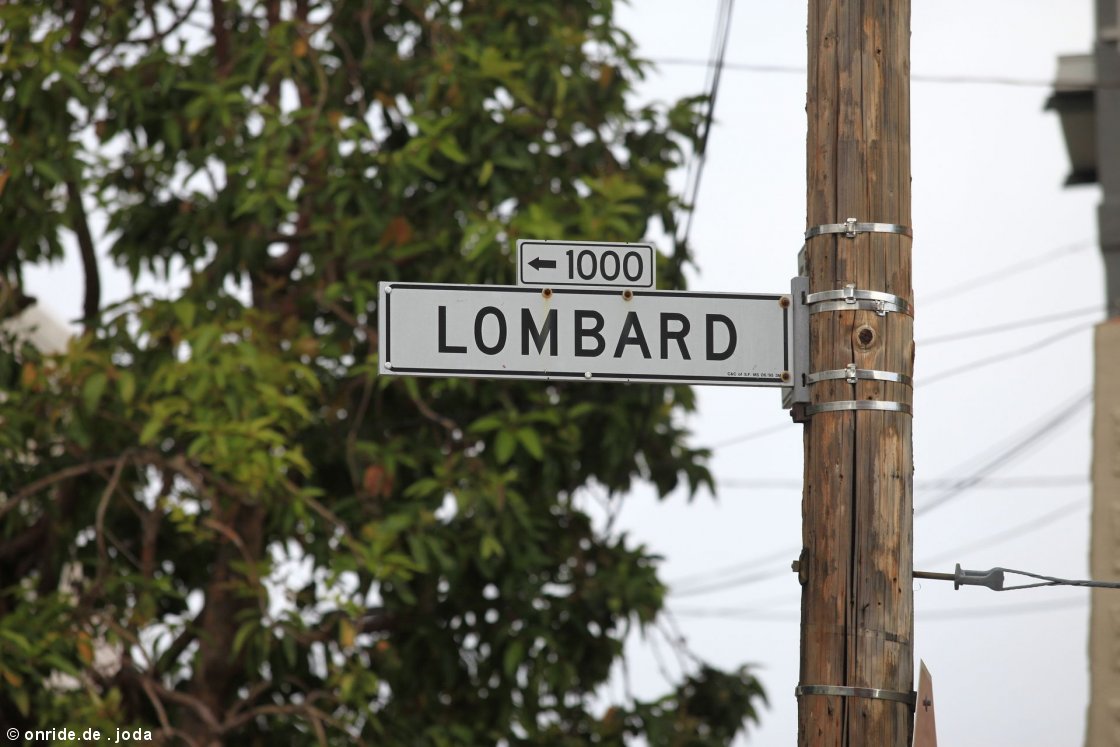 ← 1000
LOMBARD
© onride.de . joda